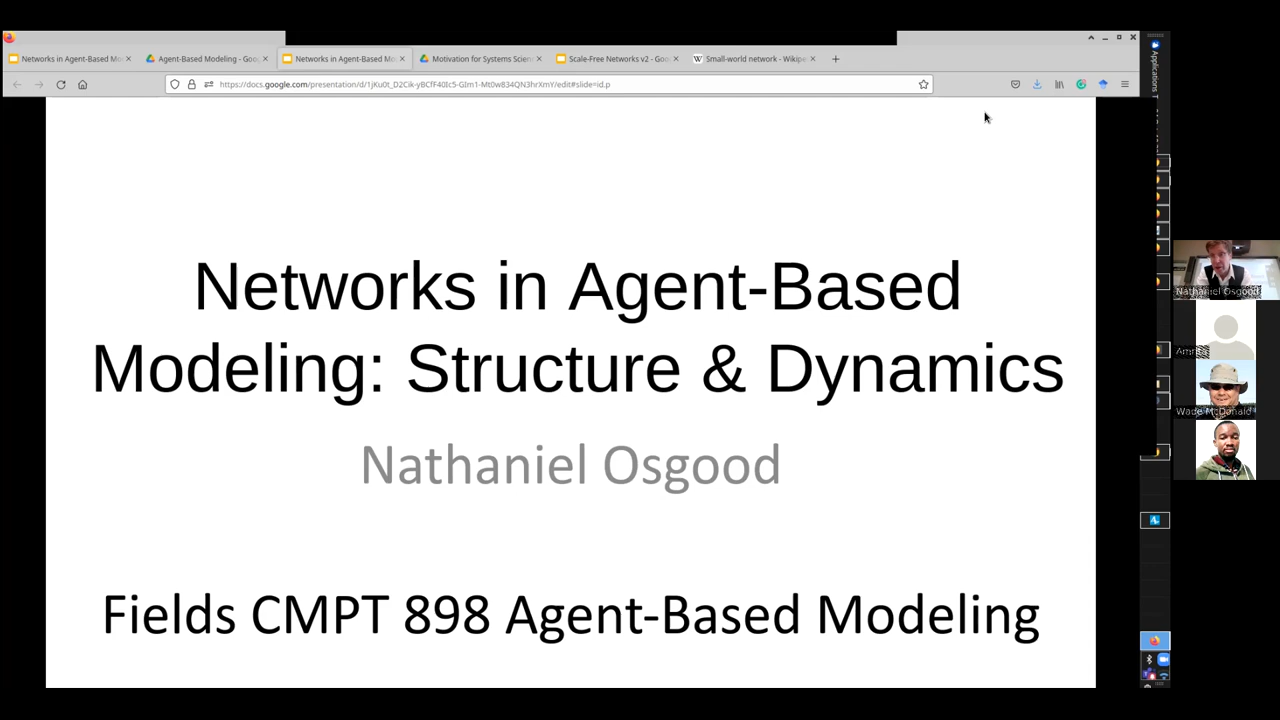 Networks in Agent-Based Mo
Agent-Based Modeling - Goo
Networks in Agent-Based Mo
Motivation for Systems Scien
Scale-Free Networks v2 - Goo
Small-world network - Wikipe
Applications
Networks in Agent-Based
Modeling: Structure & Dynamics
Nathaniel Osgood
Fields CMPT 898 Agent-Based Modeling
Nathaniel Osgood
Wade McDonald